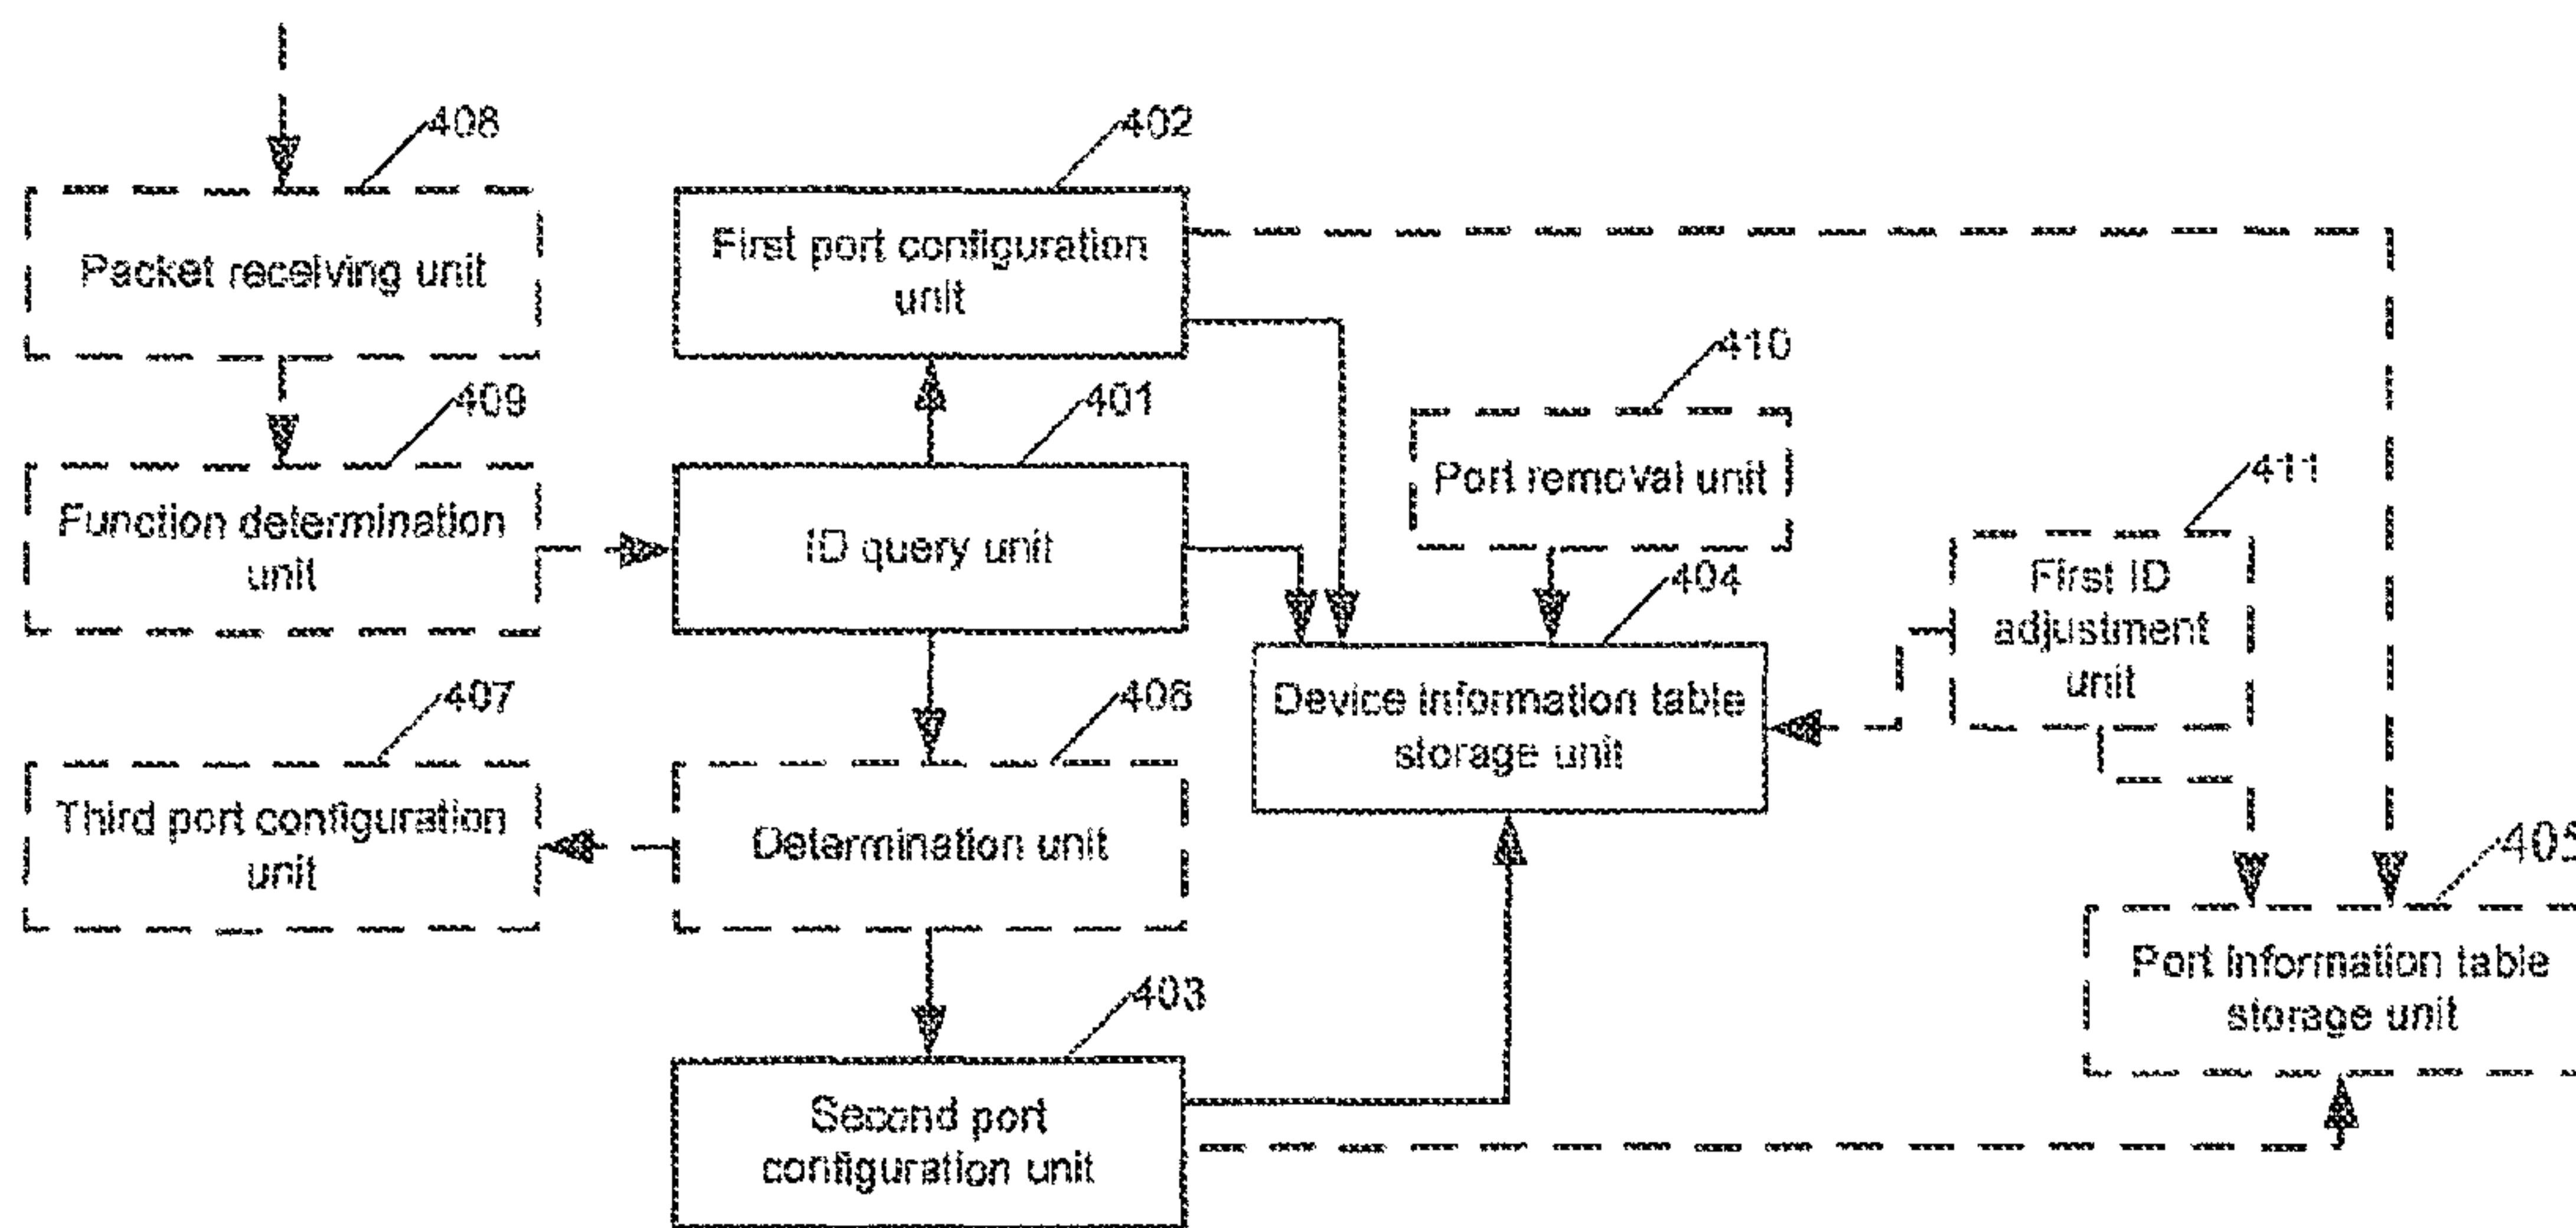 408
402
Packet receiving unit
First port configuration
unit
410
409
401
411
Function determination
unit
ID query unit
Port removal unit
404
First ID
adjustment
unit
407
406
Device information table
storage unit
Third port configuration
unit
Determination unit
405
Port information table
storage unit
403
Second port
configuration unit